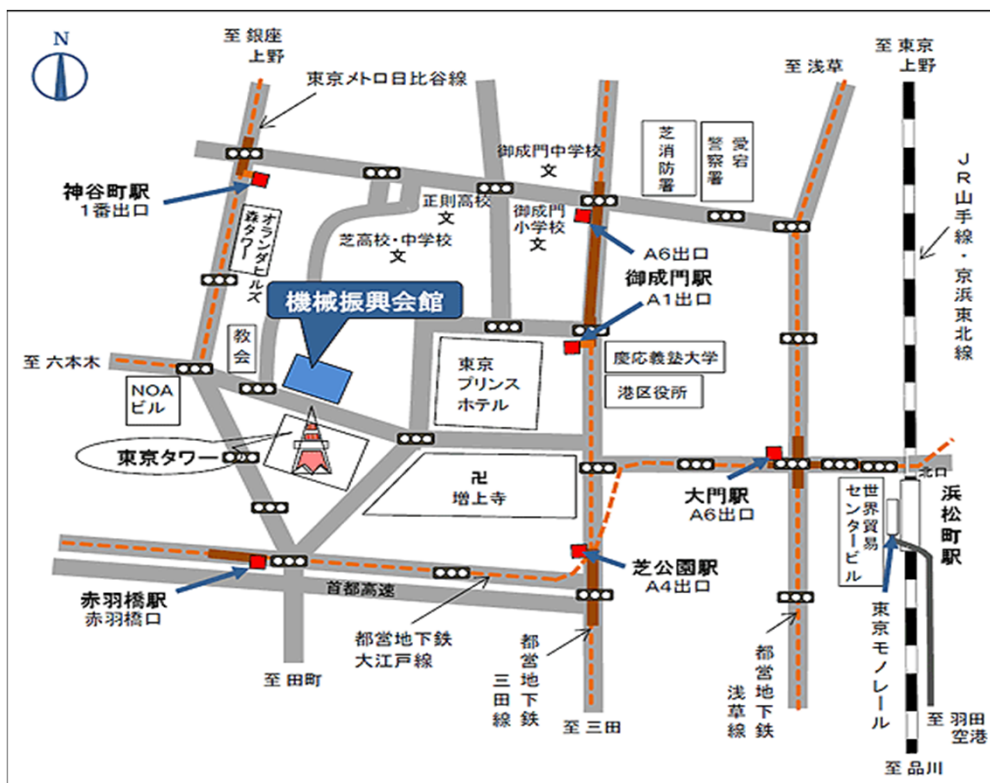 N
至 銀座
上野
東京メトロ日比谷線
至 浅草
至 東京
上野
神谷町駅
1番出口
オランダヒルズ
森タワー
正則高校
文
芝高校・中学校
文
御成門中学校
文
御成門
小学校
文
芝消防署
愛宕
警察署
A6出口
御成門駅
A1出口
JR山手線・京浜東北線
機械振興会館
教会
至 六本木
NOA
ビル
東京タワー
東京
プリンス
ホテル
慶応義塾大学
港区役所
卍
増上寺
大門駅
A6出口
北口
浜松町駅
世界貿易
センタービル
芝公園駅
A4出口
赤羽橋駅
赤羽橋口
首都高速
都営地下鉄
大江戸線
至 田町
都営地下鉄
三田線
至 三田
都営地下鉄
浅草線
東京モノレール
至 羽田
空港
至 品川